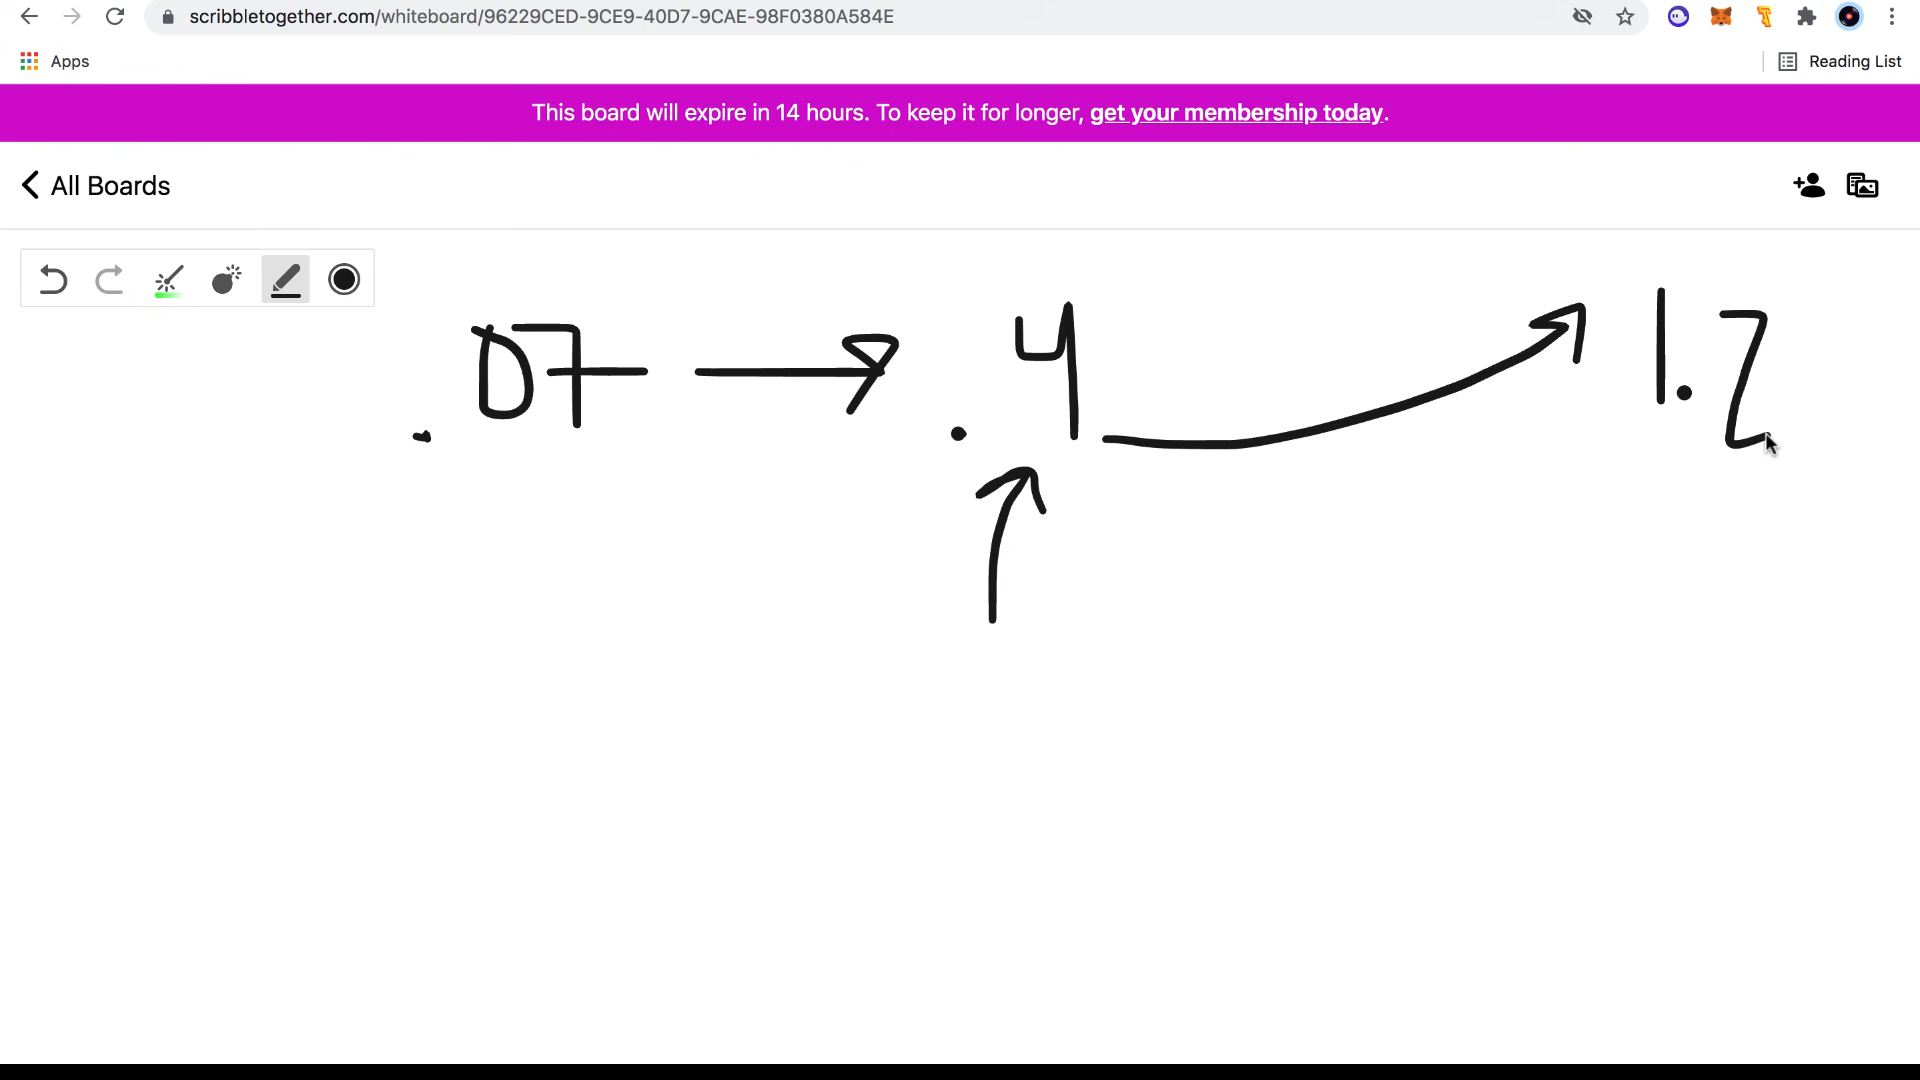 scribbletogether.com/whiteboard/96229CED-9CE9-40D7-9CAE-98F0380A584E
Apps
Reading List
This board will expire in 14 hours. To keep it for longer, get your membership today.
All Boards
.07 .4 1.2